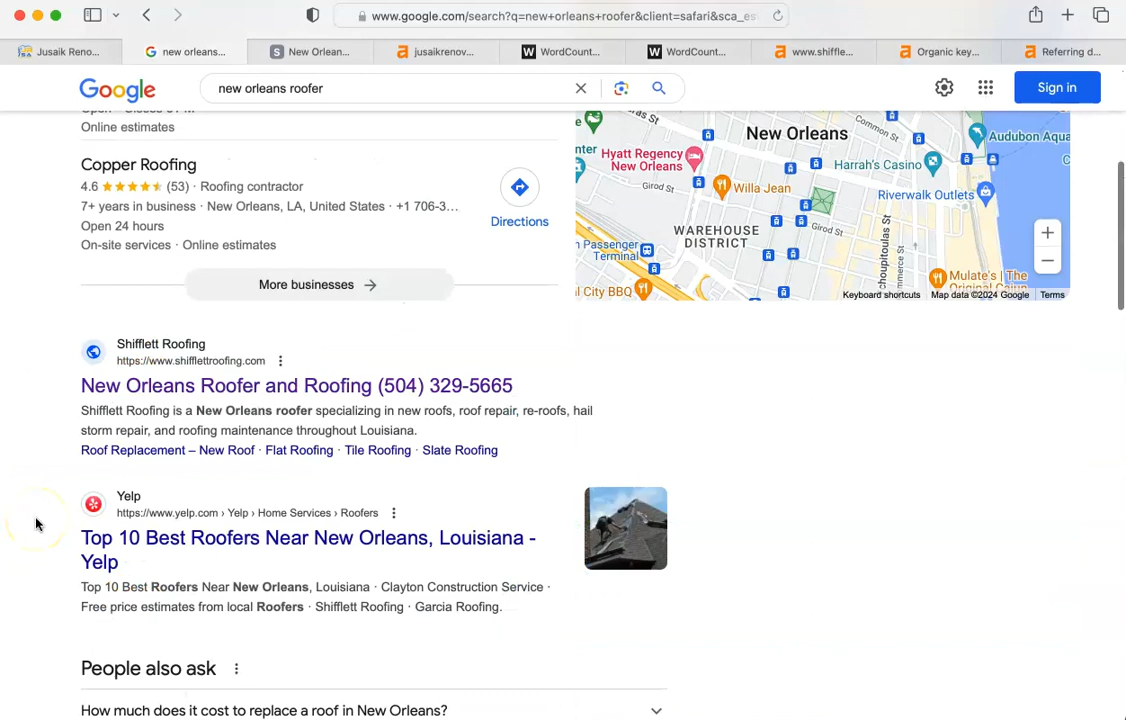 www.google.com/search?q=new+orleans+roofer&client=safari&sca_es
Jusaik Reno...
new orleans...
New Orlean...
jusaikrenov...
WordCount...
WordCount...
www.shiffle...
Organic key...
Referring d...
Google
new orleans roofer
Sign in
Online estimates
Copper Roofing
4.6 (53) · Roofing contractor
7+ years in business · New Orleans, LA, United States · +1 706-3...
Open 24 hours
On-site services · Online estimates
Directions
More businesses
New Orleans
Common St
Audubon Aqua
Hyatt Regency
New Orleans
Harrah's Casino
Girod St
Willa Jean
Riverwalk Outlets
WAREHOUSE
DISTRICT
Girod St
Passenger
Terminal
Tchoupitoulas St
Commerce St
City BBQ
Mulate's | The
Original Cajun
Keyboard shortcuts
Map data ©2024 Google
Terms
Shifflett Roofing
https://www.shifflettroofing.com
New Orleans Roofer and Roofing (504) 329-5665
Shifflett Roofing is a New Orleans roofer specializing in new roofs, roof repair, re-roofs, hail
storm repair, and roofing maintenance throughout Louisiana.
Roof Replacement – New Roof · Flat Roofing · Tile Roofing · Slate Roofing
Yelp
https://www.yelp.com › Yelp › Home Services › Roofers
Top 10 Best Roofers Near New Orleans, Louisiana -
Yelp
Top 10 Best Roofers Near New Orleans, Louisiana · Clayton Construction Service ·
Free price estimates from local Roofers · Shifflett Roofing · Garcia Roofing.
People also ask
How much does it cost to replace a roof in New Orleans?